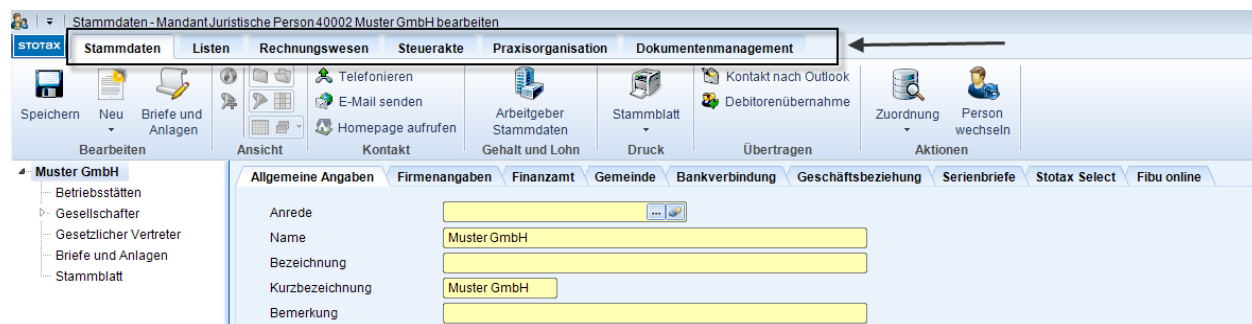 Stammdaten - Mandant Juristische Person 40002 Muster GmbH bearbeiten
STOTAX Stammdaten Listen Rechnungswesen Steuerakte Praxisorganisation Dokumentenmanagement
Telefonieren Kontakt nach Outlook
E-Mail senden Debitorenübernahme
Speichern Neu Briefe und Arbeitgeber Stammblatt Zuordnung Person
Anlagen Homepage aufrufen Stammdaten wechseln
Bearbeiten Ansicht Kontakt Gehalt und Lohn Druck Übertragen Aktionen
Muster GmbH
Betriebsstätten
Gesellschafter
Gesetzlicher Vertreter
Briefe und Anlagen
Stammblatt
Allgemeine Angaben Firmenangaben Finanzamt Gemeinde Bankverbindung Geschäftsbeziehung Serienbriefe Stotax Select Fibu online
Anrede ...
Name Muster GmbH
Bezeichnung
Kurzbezeichnung Muster GmbH
Bemerkung